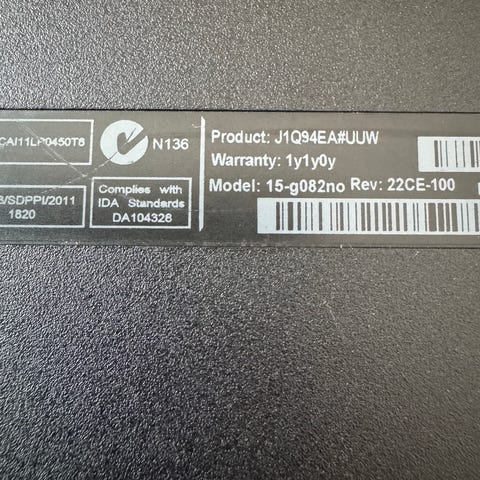 CAI11LP0450T6
N136
/SDPPI/2011
1820
Complies with
IDA Standards
DA104328
Product: J1Q94EA#UUW
Warranty: 1y1y0y
Model: 15-g082no Rev: 22CE-100